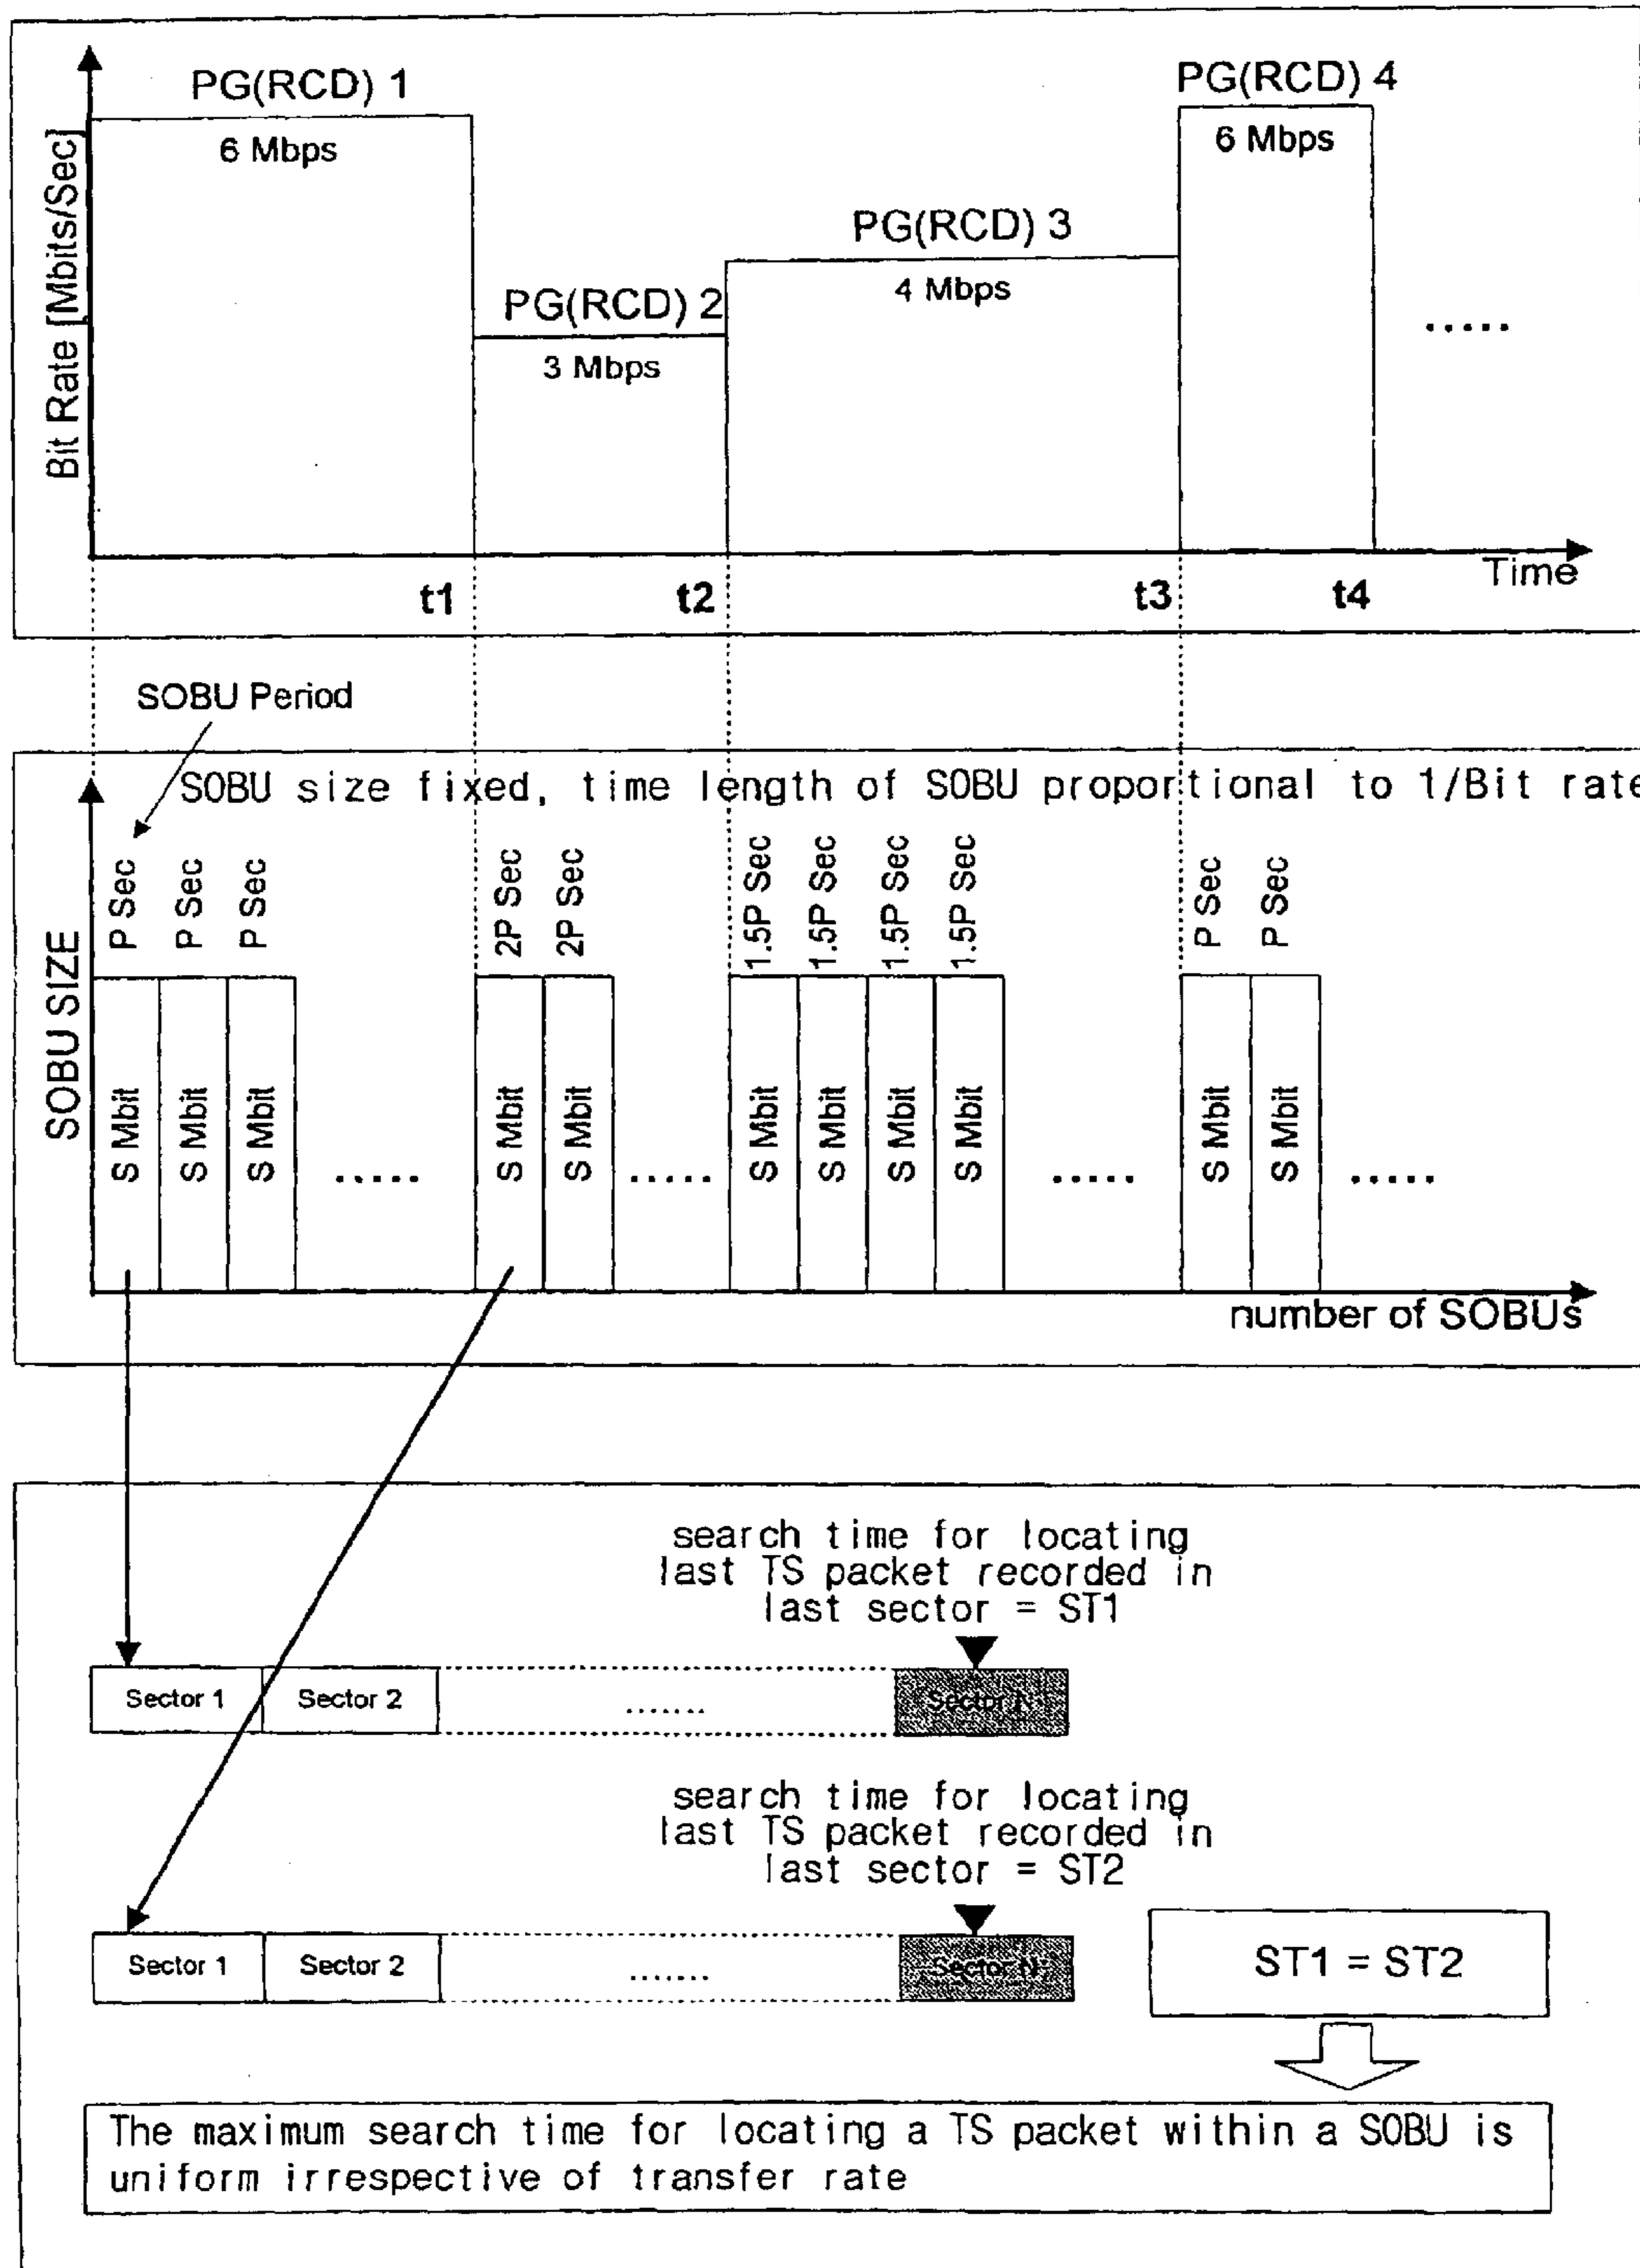 PG(RCD) 1
6 Mbps
PG(RCD) 2
3 Mbps
PG(RCD) 3
4 Mbps
PG(RCD) 4
6 Mbps
.....
Bit Rate [Mbits/Sec]
Time
t1
t2
t3
t4
SOBU Period
SOBU size fixed, time length of SOBU proportional to 1/Bit rate
SOBU SIZE
P Sec
P Sec
P Sec
2P Sec
2P Sec
1.5P Sec
1.5P Sec
1.5P Sec
1.5P Sec
P Sec
P Sec
S Mbit
S Mbit
S Mbit
.....
S Mbit
S Mbit
.....
S Mbit
S Mbit
S Mbit
S Mbit
.....
S Mbit
S Mbit
.....
number of SOBUs
search time for locating
last TS packet recorded in
last sector = ST1
Sector 1
Sector 2
.......
Sector N
search time for locating
last TS packet recorded in
last sector = ST2
Sector 1
Sector 2
.......
Sector N
ST1 = ST2
The maximum search time for locating a TS packet within a SOBU is
uniform irrespective of transfer rate